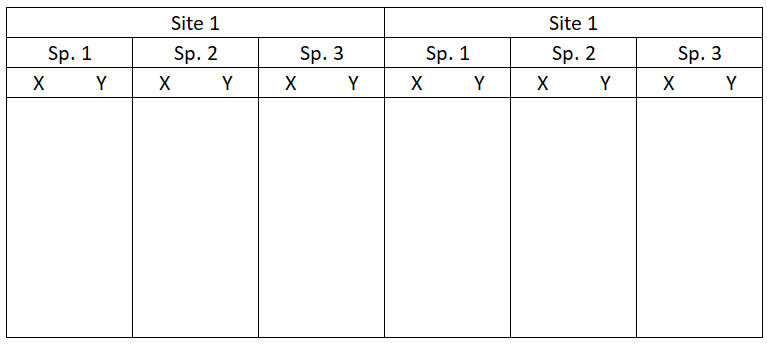 Site 1 Site 1
Sp. 1 Sp. 2 Sp. 3 Sp. 1 Sp. 2 Sp. 3
X Y X Y X Y X Y X Y X Y